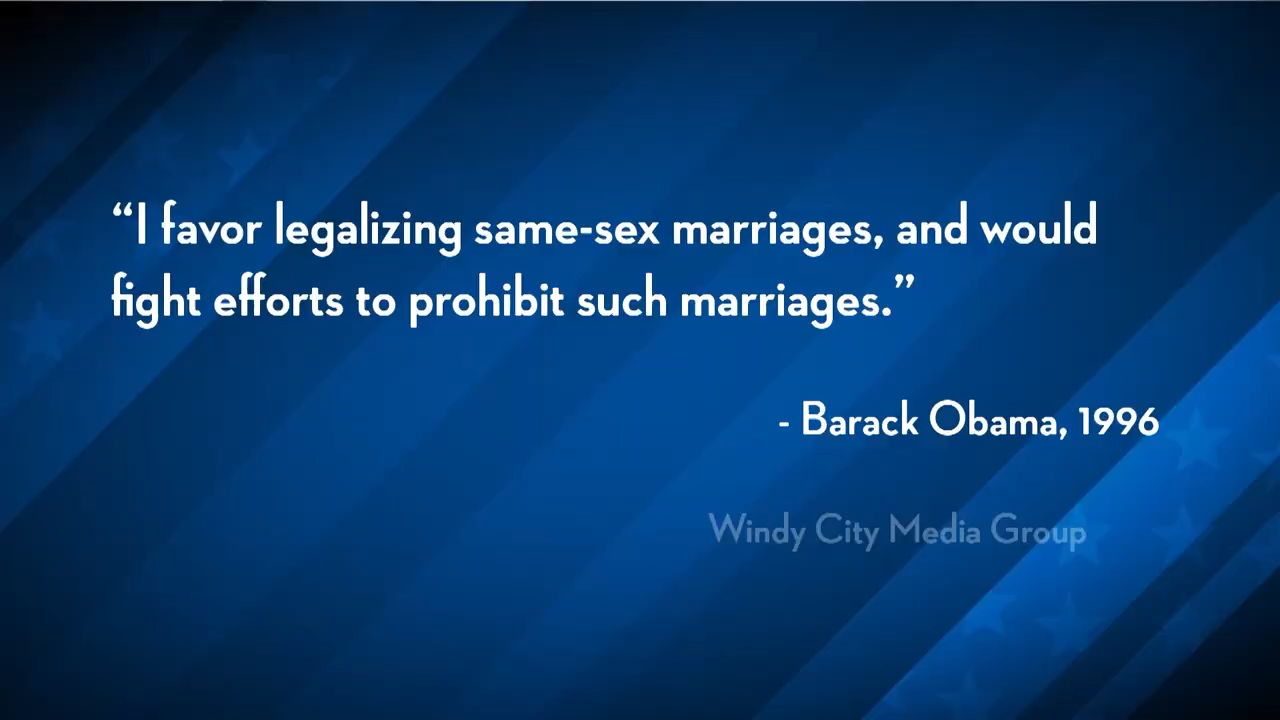 “I favor legalizing same-sex marriages, and would
fight efforts to prohibit such marriages.”
- Barack Obama, 1996
Windy City Media Group